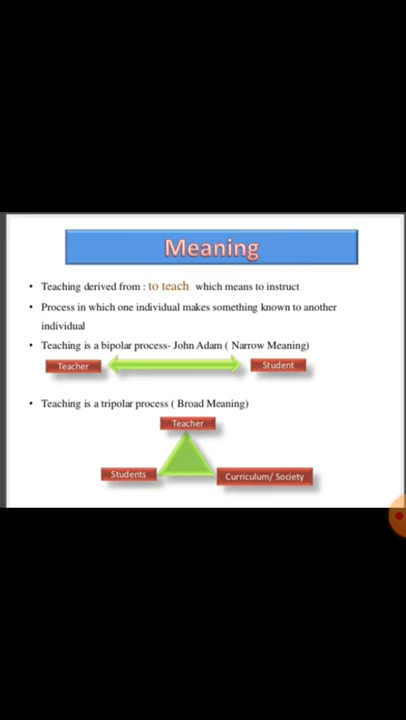 Meaning
• Teaching derived from : to teach which means to instruct
• Process in which one individual makes something known to another
individual
• Teaching is a bipolar process- John Adam ( Narrow Meaning)
Teacher Student
• Teaching is a tripolar process ( Broad Meaning)
Teacher
Students Curriculum/ Society